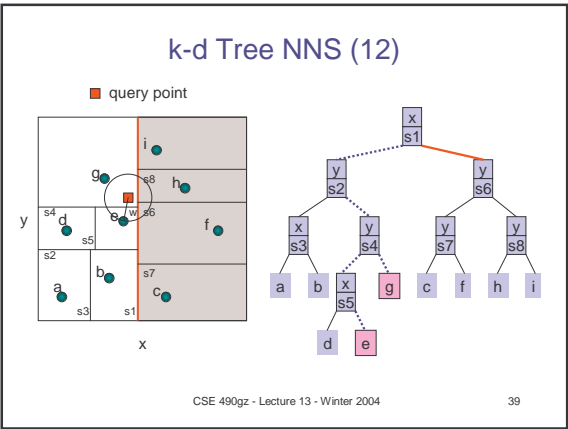 k-d Tree NNS (12)
query point
x
s1
i
y
s2
y
s6
g
s8
h
s4
d
e
w
s6
y
f
x
s3
y
s4
y
s7
y
s8
s5
s2
s7
a
b
x
s5
g
c
f
h
i
b
c
a
s3
s1
d
e
x
CSE 490gz - Lecture 13 - Winter 2004
39